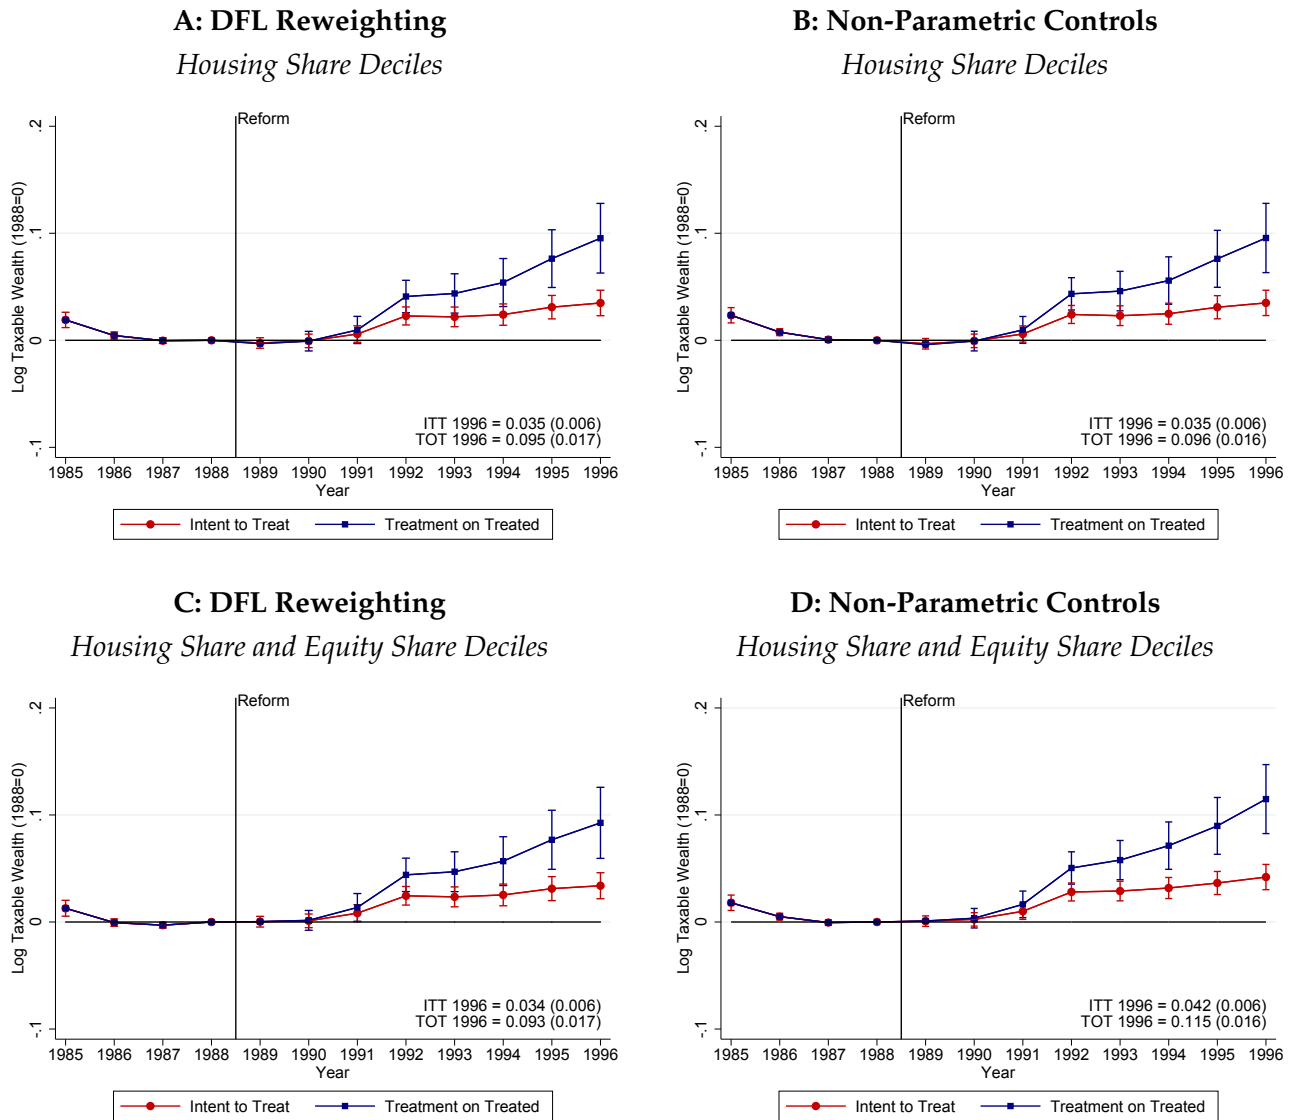 A: DFL Reweighting
Housing Share Deciles
Reform
Log Taxable Wealth (1988=0)
.2
.1
0
-.1
ITT 1996 = 0.035 (0.006)
TOT 1996 = 0.095 (0.017)
1985 1986 1987 1988 1989 1990 1991 1992 1993 1994 1995 1996
Year
Intent to Treat Treatment on Treated
B: Non-Parametric Controls
Housing Share Deciles
Reform
Log Taxable Wealth (1988=0)
.2
.1
0
-.1
ITT 1996 = 0.035 (0.006)
TOT 1996 = 0.096 (0.016)
1985 1986 1987 1988 1989 1990 1991 1992 1993 1994 1995 1996
Year
Intent to Treat Treatment on Treated
C: DFL Reweighting
Housing Share and Equity Share Deciles
Reform
Log Taxable Wealth (1988=0)
.2
.1
0
-.1
ITT 1996 = 0.034 (0.006)
TOT 1996 = 0.093 (0.017)
1985 1986 1987 1988 1989 1990 1991 1992 1993 1994 1995 1996
Year
Intent to Treat Treatment on Treated
D: Non-Parametric Controls
Housing Share and Equity Share Deciles
Reform
Log Taxable Wealth (1988=0)
.2
.1
0
-.1
ITT 1996 = 0.042 (0.006)
TOT 1996 = 0.115 (0.016)
1985 1986 1987 1988 1989 1990 1991 1992 1993 1994 1995 1996
Year
Intent to Treat Treatment on Treated